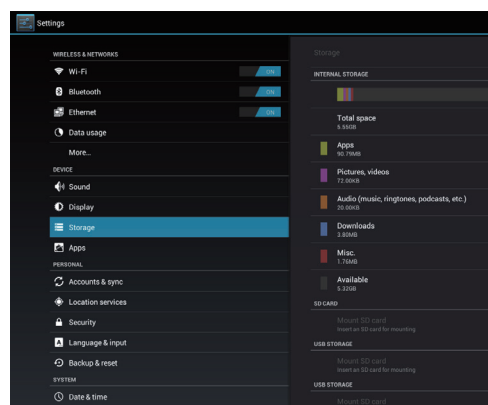 Settings
WIRELESS & NETWORKS
Wi-Fi ON
Bluetooth ON
Ethernet ON
Data usage
More...
DEVICE
Sound
Display
Storage
Apps
PERSONAL
Accounts & sync
Location services
Security
Language & input
Backup & reset
SYSTEM
Date & time
Storage
INTERNAL STORAGE
Total space
5.55GB
Apps
90.79MB
Pictures, videos
72.00KB
Audio (music, ringtones, podcasts, etc.)
20.00KB
Downloads
3.80MB
Misc.
1.76MB
Available
5.32GB
SD CARD
Mount SD card
Insert an SD card for mounting
USB STORAGE
Mount SD card
Insert an SD card for mounting
USB STORAGE
Mount SD card